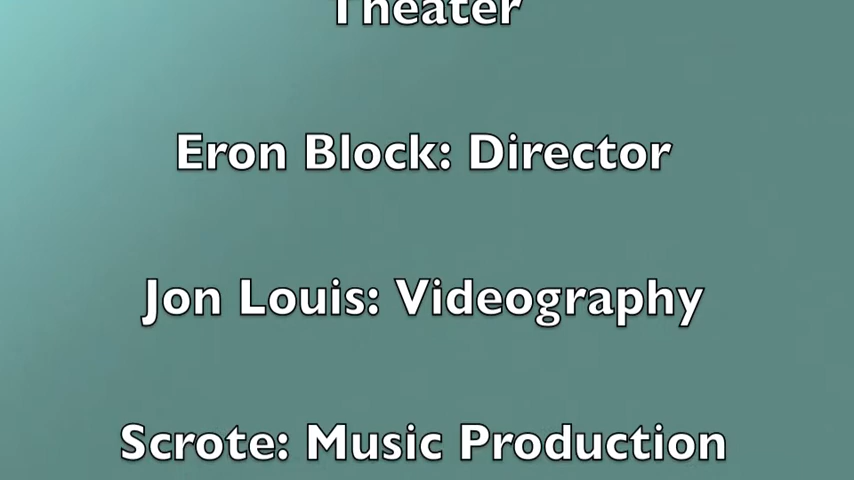 Theater
Eron Block: Director
Jon Louis: Videography
Scrote: Music Production